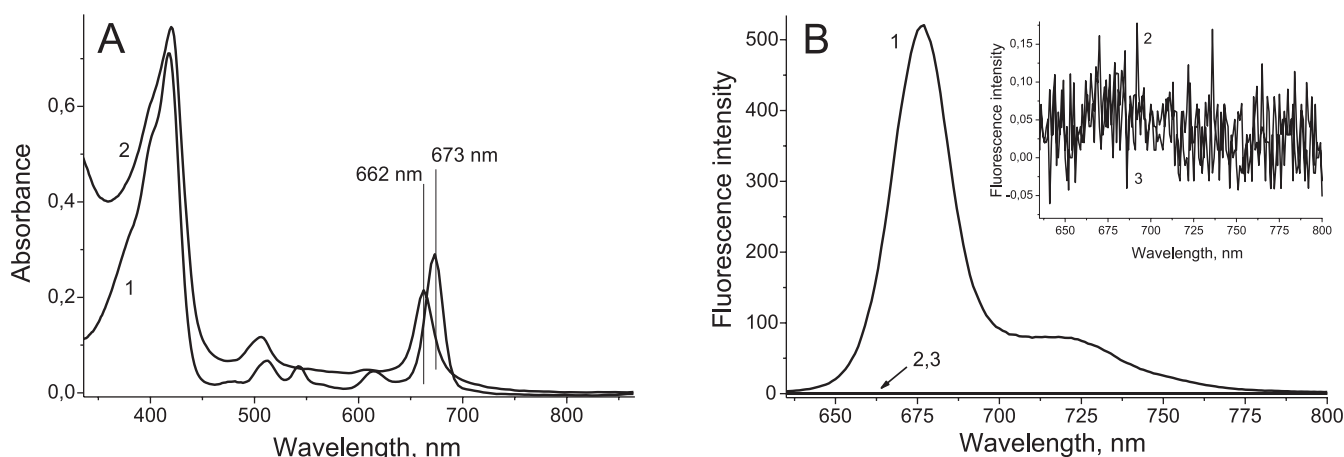 A
0,6
0,4
0,2
0,0
Absorbance
2
1
662 nm
673 nm
400 500 600 700 800
Wavelength, nm
B
500
400
300
200
100
0
Fluorescence intensity
1
2,3
650 675 700 725 750 775 800
Wavelength, nm
0,15
0,10
0,05
0,00
-0,05
Fluorescence intensity
2
3
650 675 700 725 750 775 800
Wavelength, nm